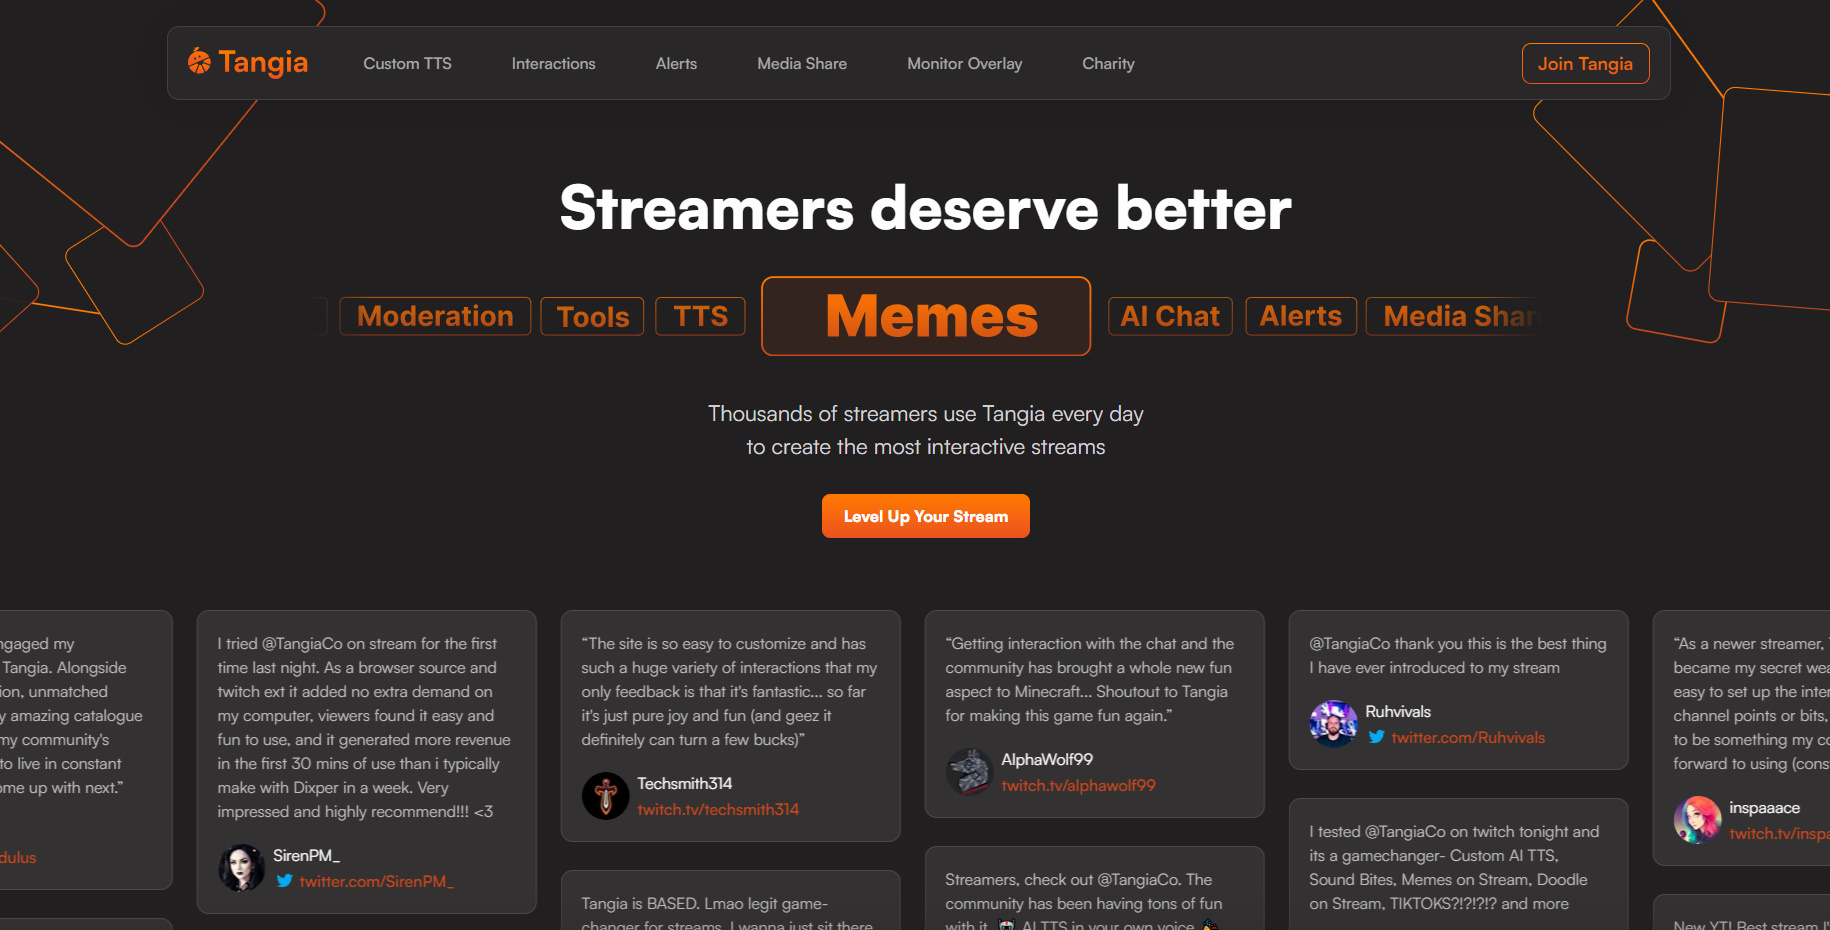 Tangia
Custom TTS
Interactions
Alerts
Media Share
Monitor Overlay
Charity
Join Tangia
Streamers deserve better
Moderation
Tools
TTS
Memes
AI Chat
Alerts
Media Shar
Thousands of streamers use Tangia every day
to create the most interactive streams
Level Up Your Stream
ngaged my
Tangia. Alongside
ion, unmatched
y amazing catalogue
my community's
to live in constant
ome up with next.”
dulus
I tried @TangiaCo on stream for the first
time last night. As a browser source and
twitch ext it added no extra demand on
my computer, viewers found it easy and
fun to use, and it generated more revenue
in the first 30 mins of use than i typically
make with Dixper in a week. Very
impressed and highly recommend!!! <3
SirenPM_
twitter.com/SirenPM_
“The site is so easy to customize and has
such a huge variety of interactions that my
only feedback is that it's fantastic... so far
it's just pure joy and fun (and geez it
definitely can turn a few bucks)”
Techsmith314
twitch.tv/techsmith314
Tangia is BASED. Lmao legit game-
changer for streams. I wanna just sit there
“Getting interaction with the chat and the
community has brought a whole new fun
aspect to Minecraft... Shoutout to Tangia
for making this game fun again.”
AlphaWolf99
twitch.tv/alphawolf99
Streamers, check out @TangiaCo. The
community has been having tons of fun
with it. AI TTS in your own voice
@TangiaCo thank you this is the best thing
I have ever introduced to my stream
Ruhvivals
twitter.com/Ruhvivals
I tested @TangiaCo on twitch tonight and
its a gamechanger- Custom AI TTS,
Sound Bites, Memes on Stream, Doodle
on Stream, TIKTOKS?!?!?!? and more
“As a newer streamer,
became my secret wea
easy to set up the inter
channel points or bits,
to be something my co
forward to using (cons
inspaaace
twitch.tv/inspa
New YT! Best stream I'